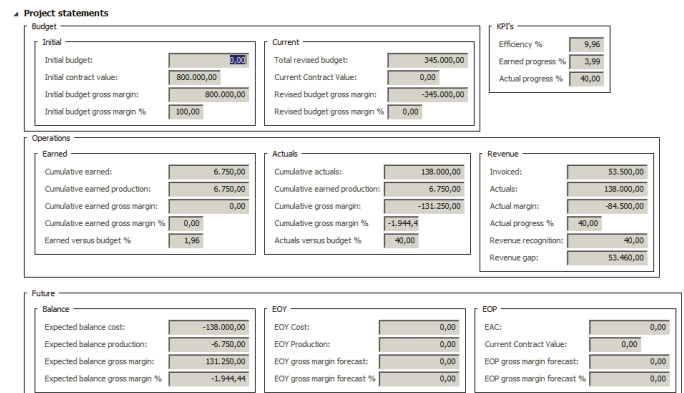 Project statements
Budget
Initial
Initial budget: 0,00
Initial contract value: 800.000,00
Initial budget gross margin: 800.000,00
Initial budget gross margin % 100,00
Current
Total revised budget: 345.000,00
Current Contract Value: 0,00
Revised budget gross margin: -345.000,00
Revised budget gross margin % 0,00
KPI's
Efficiency % 9,96
Earned progress % 3,99
Actual progress % 40,00
Operations
Earned
Cumulative earned: 6.750,00
Cumulative earned production: 6.750,00
Cumulative earned gross margin: 0,00
Cumulative earned gross margin % 0,00
Earned versus budget % 1,96
Actuals
Cumulative actuals: 138.000,00
Cumulative earned production: 6.750,00
Cumulative gross margin: -131.250,00
Cumulative gross margin % -1.944,4
Actuals versus budget % 40,00
Revenue
Invoiced: 53.500,00
Actuals: 138.000,00
Actual margin: -84.500,00
Actual progress % 40,00
Revenue recognition: 40,00
Revenue gap: 53.460,00
Future
Balance
Expected balance cost: -138.000,00
Expected balance production: -6.750,00
Expected balance gross margin: 131.250,00
Expected balance gross margin % -1.944,44
EOY
EOY Cost: 0,00
EOY Production: 0,00
EOY gross margin forecast: 0,00
EOY gross margin forecast % 0,00
EOP
EAC: 0,00
Current Contract Value: 0,00
EOP gross margin forecast: 0,00
EOP gross margin forecast % 0,00